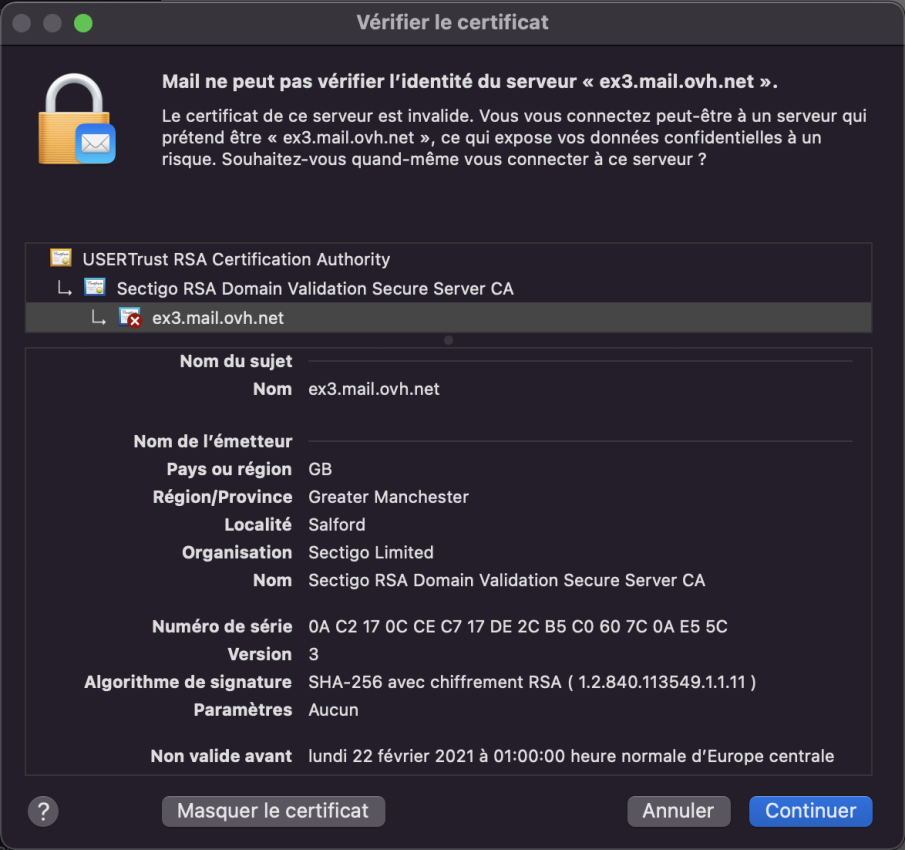 Vérifier le certificat
Mail ne peut pas vérifier l’identité du serveur « ex3.mail.ovh.net ».
Le certificat de ce serveur est invalide. Vous vous connectez peut-être à un serveur qui
prétend être « ex3.mail.ovh.net », ce qui expose vos données confidentielles à un
risque. Souhaitez-vous quand-même vous connecter à ce serveur ?
USERTrust RSA Certification Authority
Sectigo RSA Domain Validation Secure Server CA
ex3.mail.ovh.net
Nom du sujet
Nom ex3.mail.ovh.net
Nom de l’émetteur
Pays ou région GB
Région/Province Greater Manchester
Localité Salford
Organisation Sectigo Limited
Nom Sectigo RSA Domain Validation Secure Server CA
Numéro de série 0A C2 17 0C CE C7 17 DE 2C B5 C0 60 7C 0A E5 5C
Version 3
Algorithme de signature SHA-256 avec chiffrement RSA ( 1.2.840.113549.1.1.11 )
Paramètres Aucun
Non valide avant lundi 22 février 2021 à 01:00:00 heure normale d’Europe centrale
? Masquer le certificat Annuler Continuer